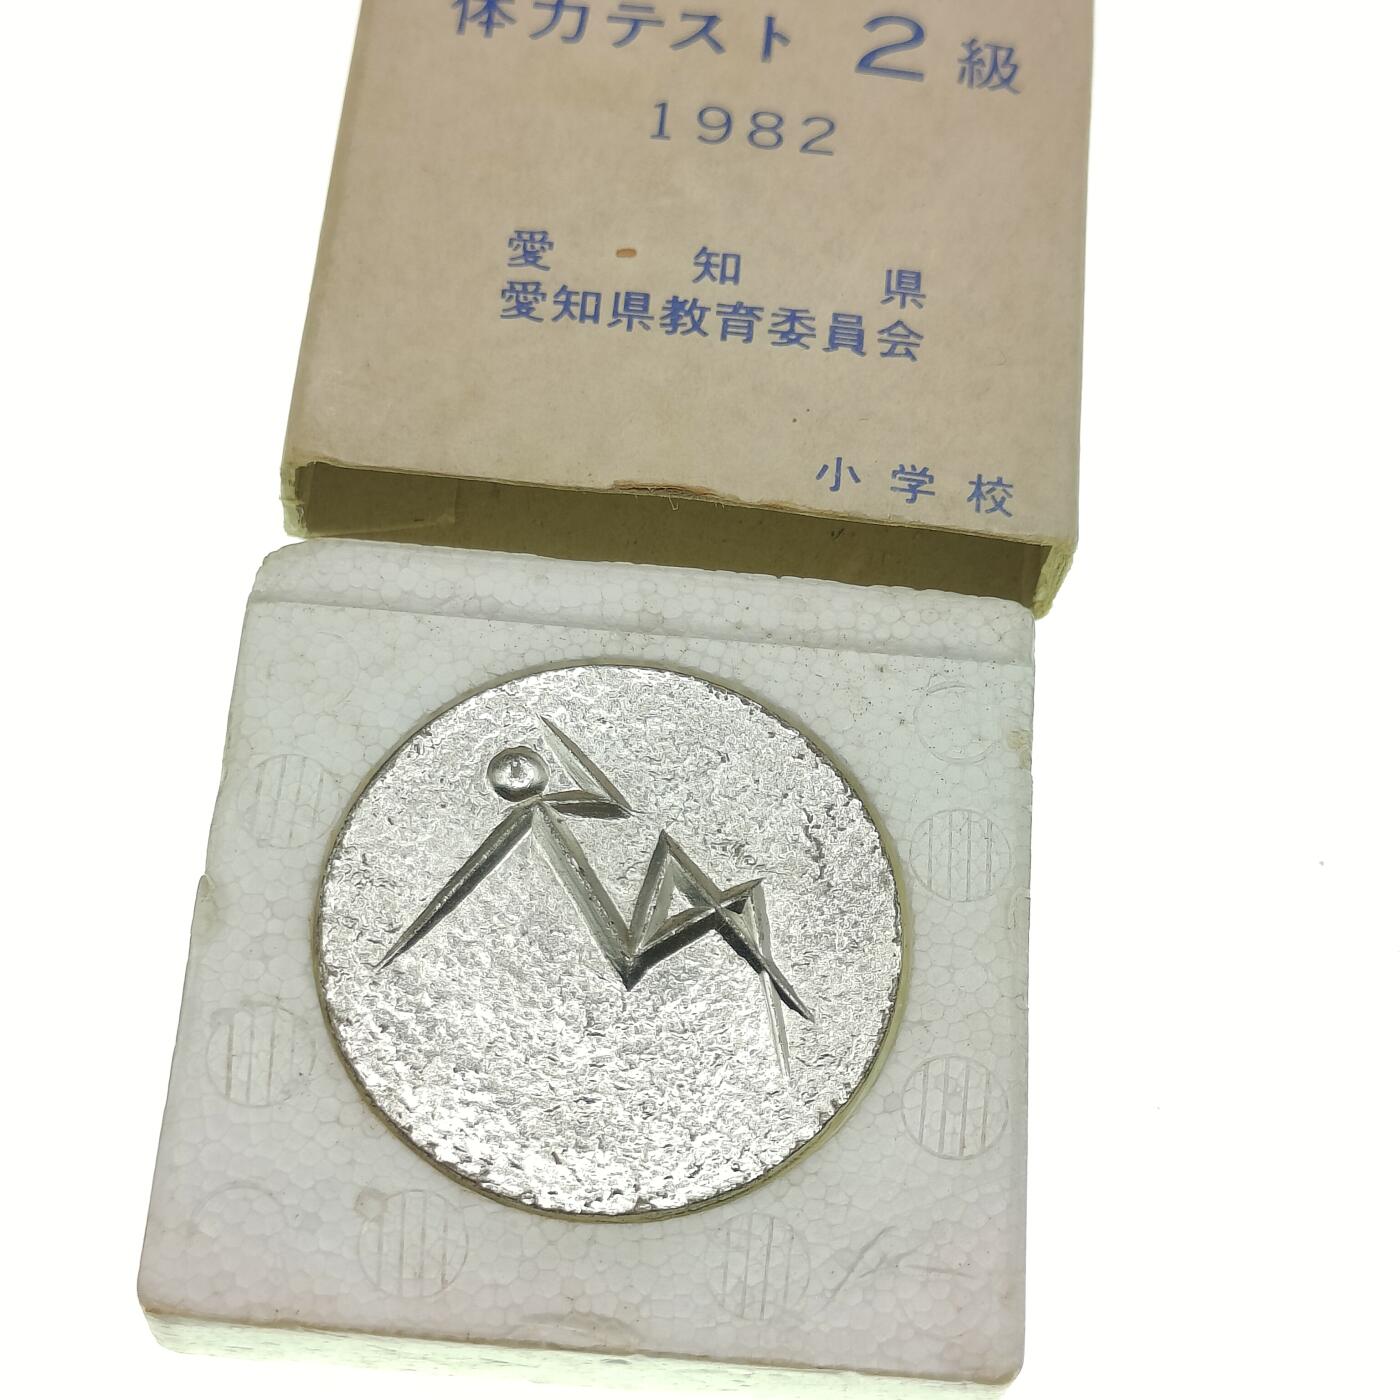 体力テスト 2級
1982
愛知県
愛知県教育委員会
小学校